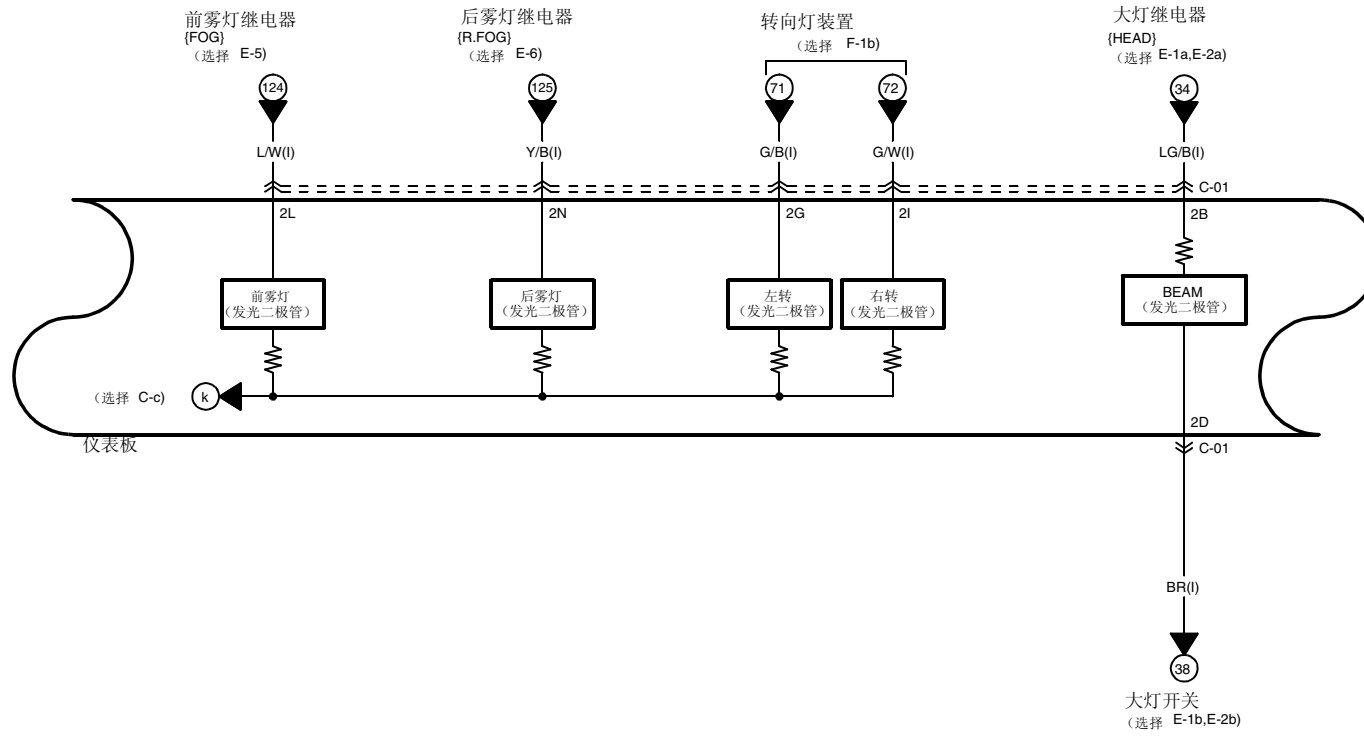 前雾灯继电器
{FOG}
（选择 E-5)
后雾灯继电器
{R.FOG}
（选择 E-6)
转向灯装置
（选择 F-1b)
大灯继电器
{HEAD}
（选择 E-1a,E-2a)
124
125
71
72
34
L/W(I)
Y/B(I)
G/B(I)
G/W(I)
LG/B(I)
C-01
2L
2N
2G
2I
2B
前雾灯
（发光二极管）
后雾灯
（发光二极管）
左转
（发光二极管）
右转
（发光二极管）
BEAM
（发光二极管）
（选择 C-c)
k
2D
仪表板
C-01
BR(I)
38
大灯开关
（选择 E-1b,E-2b)